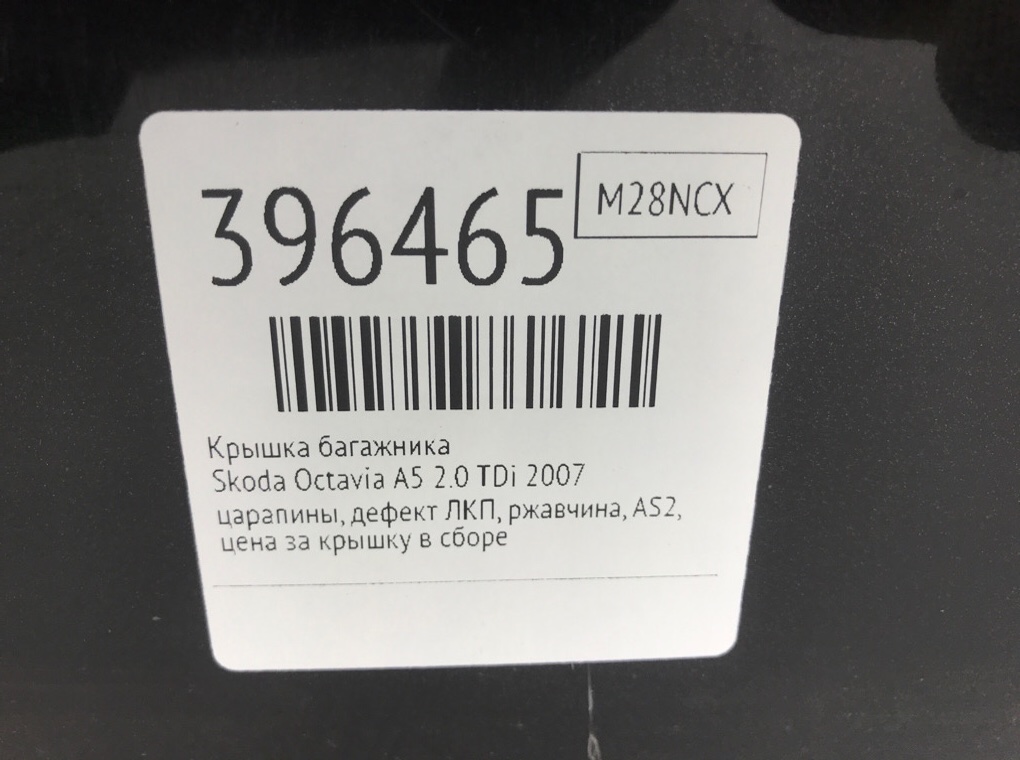 396465
M28NCX
Крышка багажника
Skoda Octavia A5 2.0 TDi 2007
царапины, дефект ЛКП, ржавчина, AS2,
цена за крышку в сборе